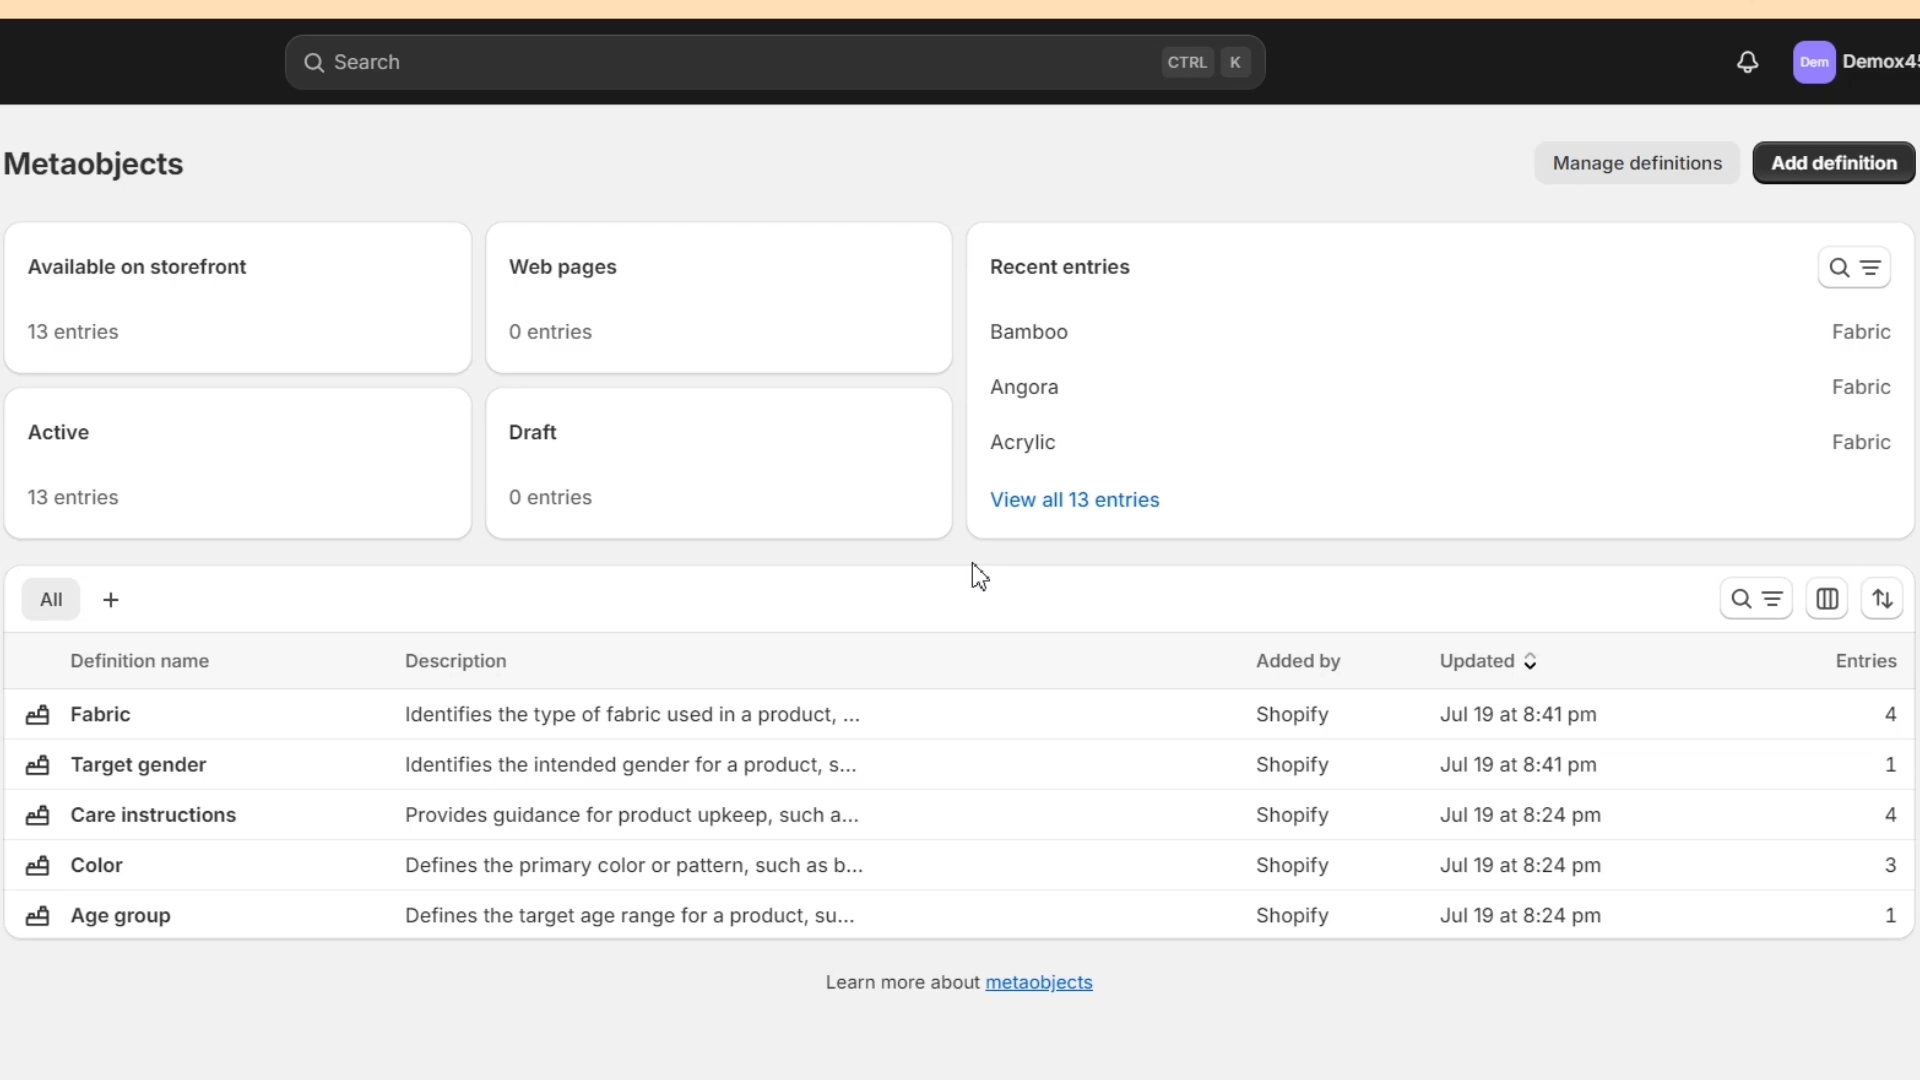 Search CTRL K
Dem Demox45
Metaobjects
Manage definitions Add definition
Available on storefront
13 entries
Web pages
0 entries
Active
13 entries
Draft
0 entries
Recent entries
Bamboo Fabric
Angora Fabric
Acrylic Fabric
View all 13 entries
All +
Definition name Description Added by Updated Entries
Fabric Identifies the type of fabric used in a product, ... Shopify Jul 19 at 8:41 pm 4
Target gender Identifies the intended gender for a product, s... Shopify Jul 19 at 8:41 pm 1
Care instructions Provides guidance for product upkeep, such a... Shopify Jul 19 at 8:24 pm 4
Color Defines the primary color or pattern, such as b... Shopify Jul 19 at 8:24 pm 3
Age group Defines the target age range for a product, su... Shopify Jul 19 at 8:24 pm 1
Learn more about metaobjects